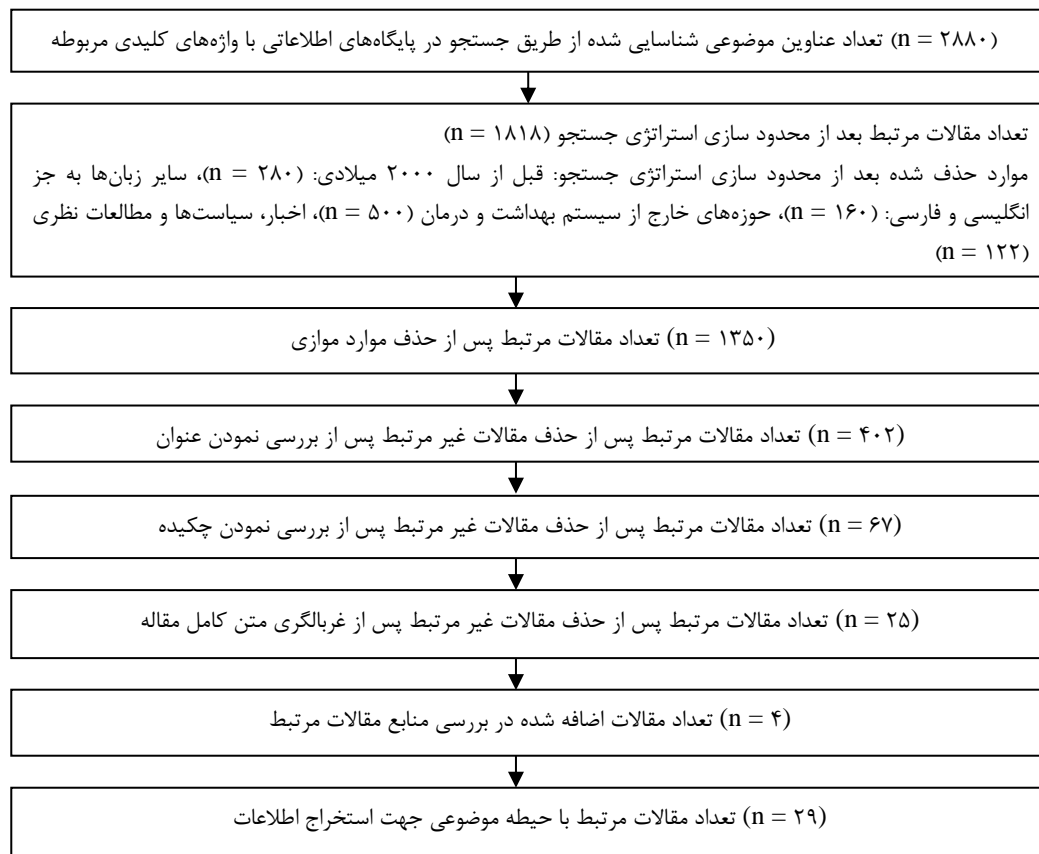 (n = ۲۸۸۰) تعداد عناوین موضوعی شناسایی شده از طریق جستجو در پایگاه‌های اطلاعاتی با واژه‌های کلیدی مربوطه
تعداد مقالات مرتبط بعد از محدود سازی استراتژی جستجو (n = ۱۸۱۸)
موارد حذف شده بعد از محدود سازی استراتژی جستجو: قبل از سال ۲۰۰۰ میلادی: (n = ۲۸۰)، سایر زبان‌ها به جز
انگلیسی و فارسی: (n = ۱۶۰)، حوزه‌های خارج از سیستم بهداشت و درمان (n = ۵۰۰)، اخبار، سیاست‌ها و مطالعات نظری
(n = ۱۲۲)
(n = ۱۳۵۰) تعداد مقالات مرتبط پس از حذف موارد موازی
(n = ۴۰۲) تعداد مقالات مرتبط پس از حذف مقالات غیر مرتبط پس از بررسی نمودن عنوان
(n = ۶۷) تعداد مقالات مرتبط پس از حذف مقالات غیر مرتبط پس از بررسی نمودن چکیده
(n = ۲۵) تعداد مقالات مرتبط پس از حذف مقالات غیر مرتبط پس از غربالگری متن کامل مقاله
(n = ۴) تعداد مقالات اضافه شده در بررسی منابع مقالات مرتبط
(n = ۲۹) تعداد مقالات مرتبط با حیطه موضوعی جهت استخراج اطلاعات